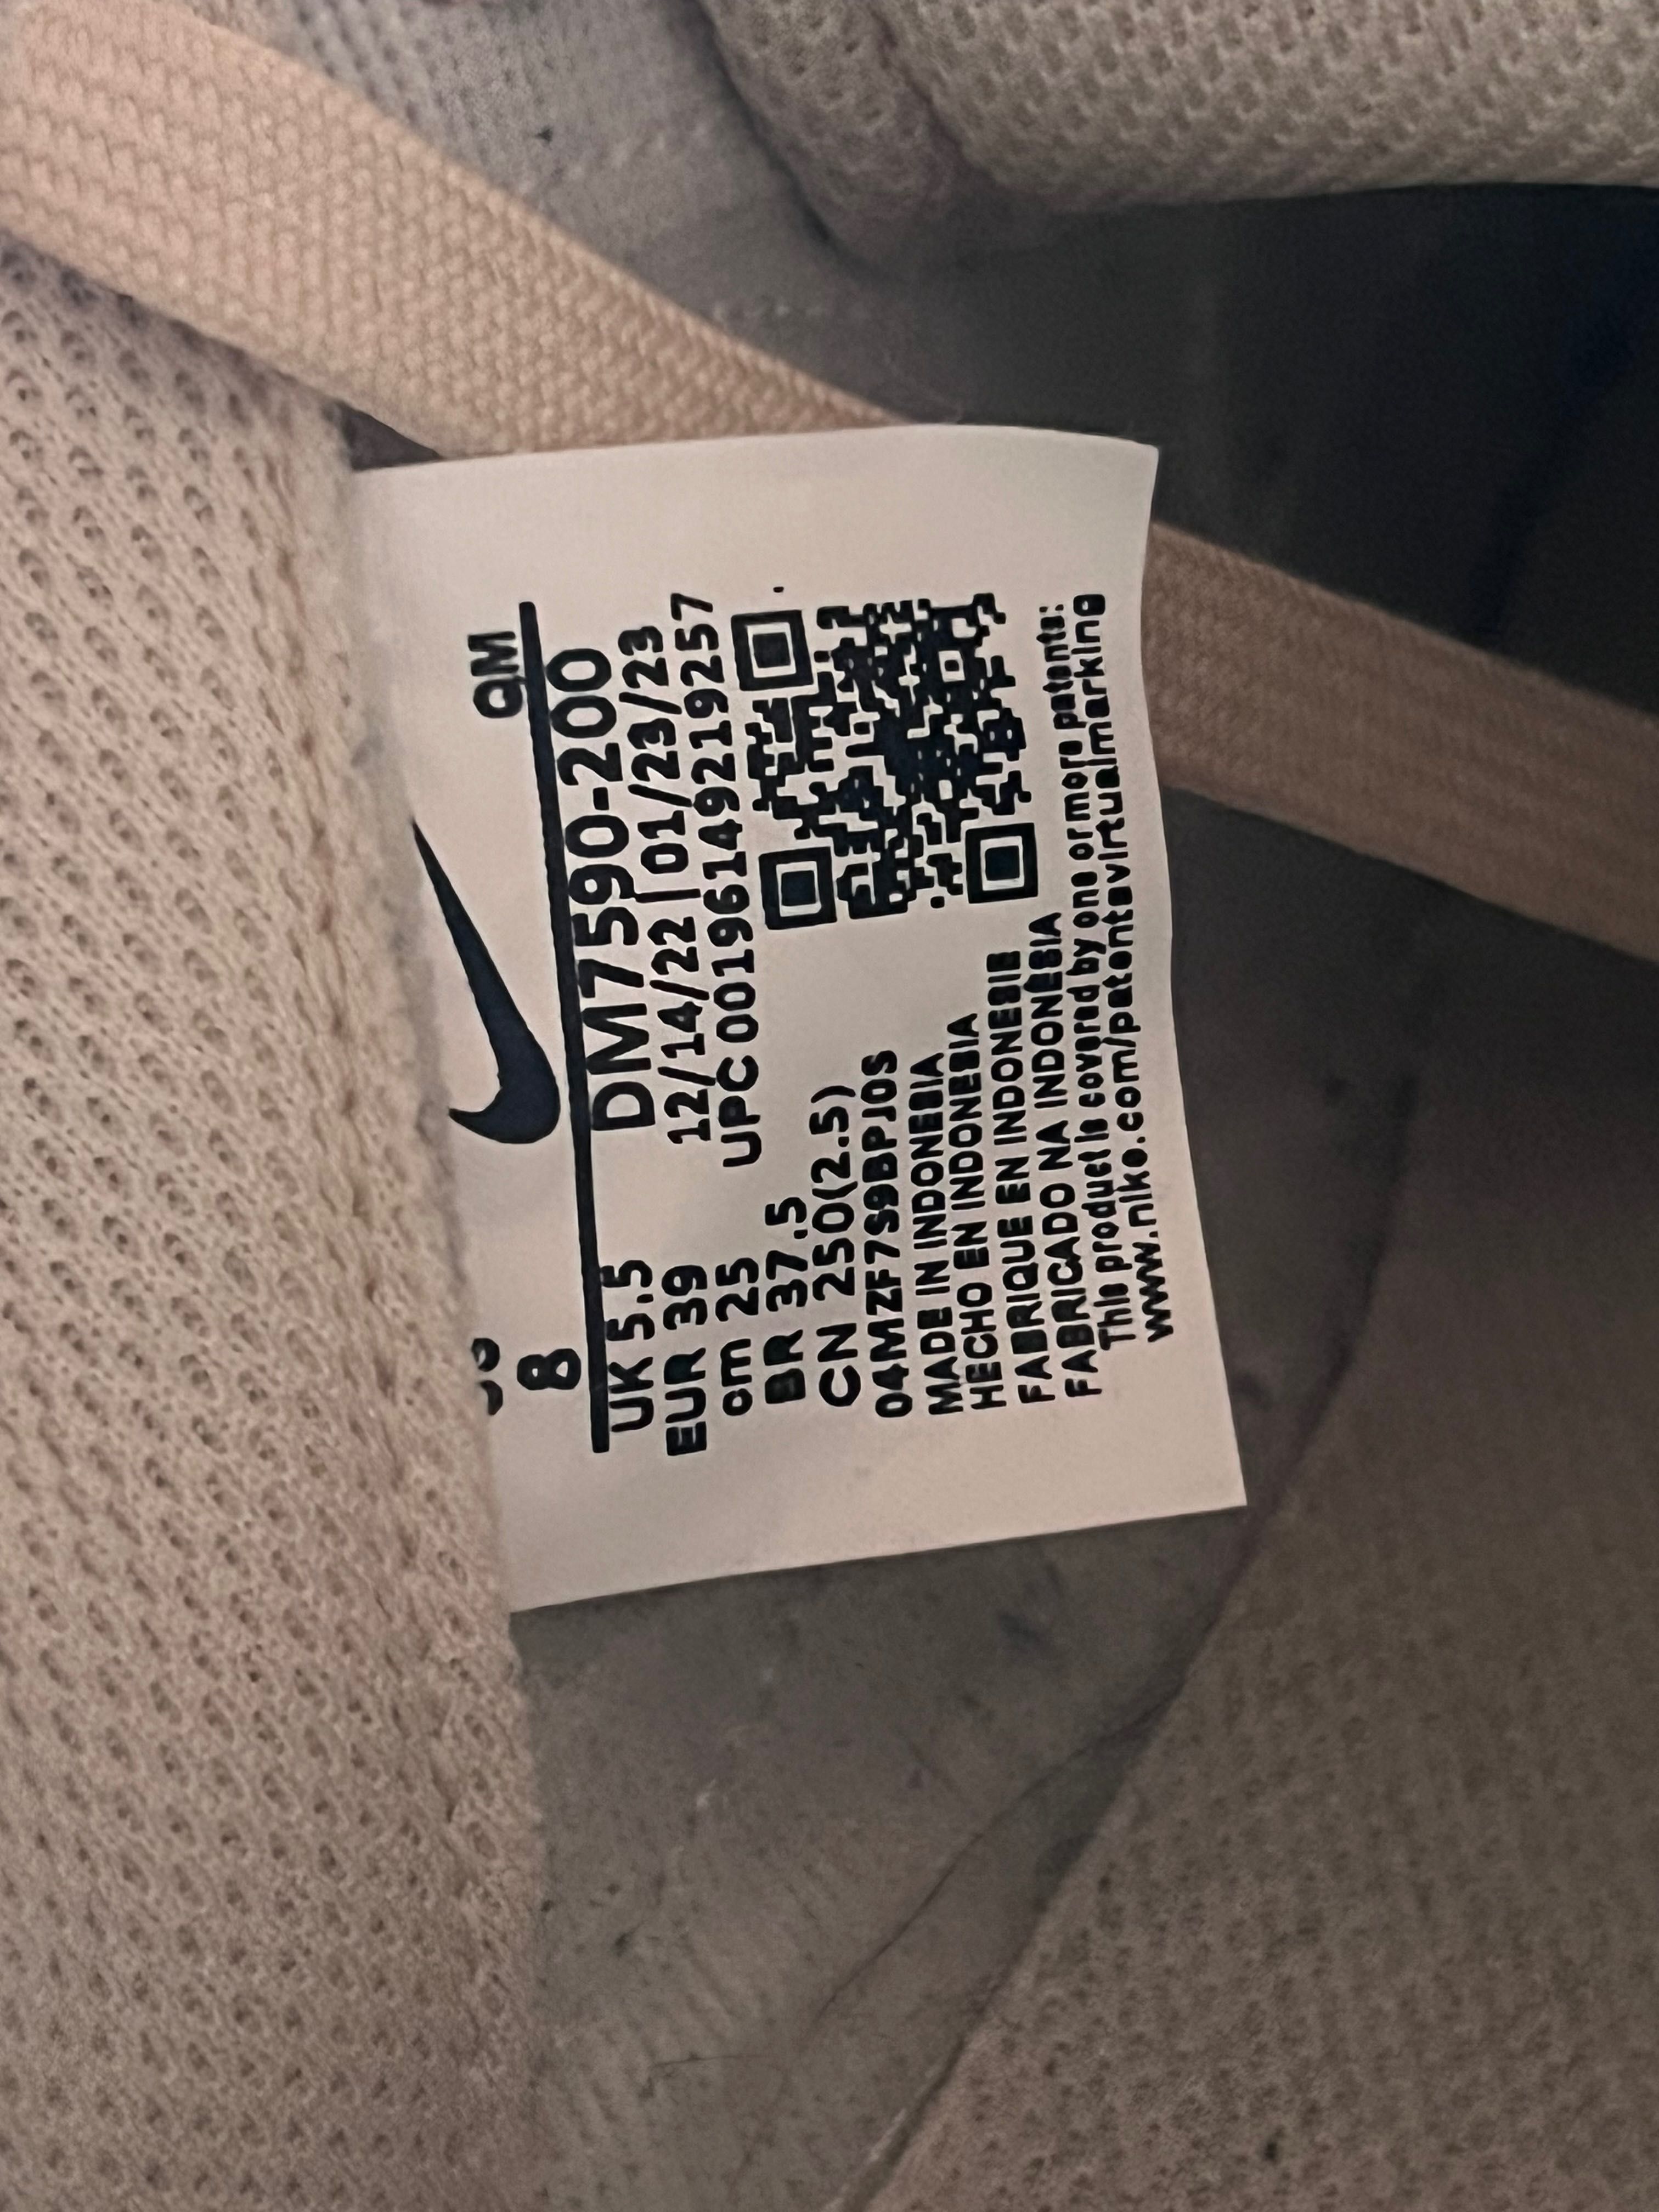 QM
8
DM7590-200
12/14/22 | 01/23/23
UPC 00196149219257
UK 5.5
EUR 39
cm 25
BR 37.5
CN 250(2.5)
04MZF7S9BPJ0S
MADE IN INDONESIA
HECHO EN INDONESIA
FABRIQUE EN INDONESIE
FABRICADO NA INDONÉSIA
This product is covered by one or more patents:
www.nike.com/patentsvirtualmarking